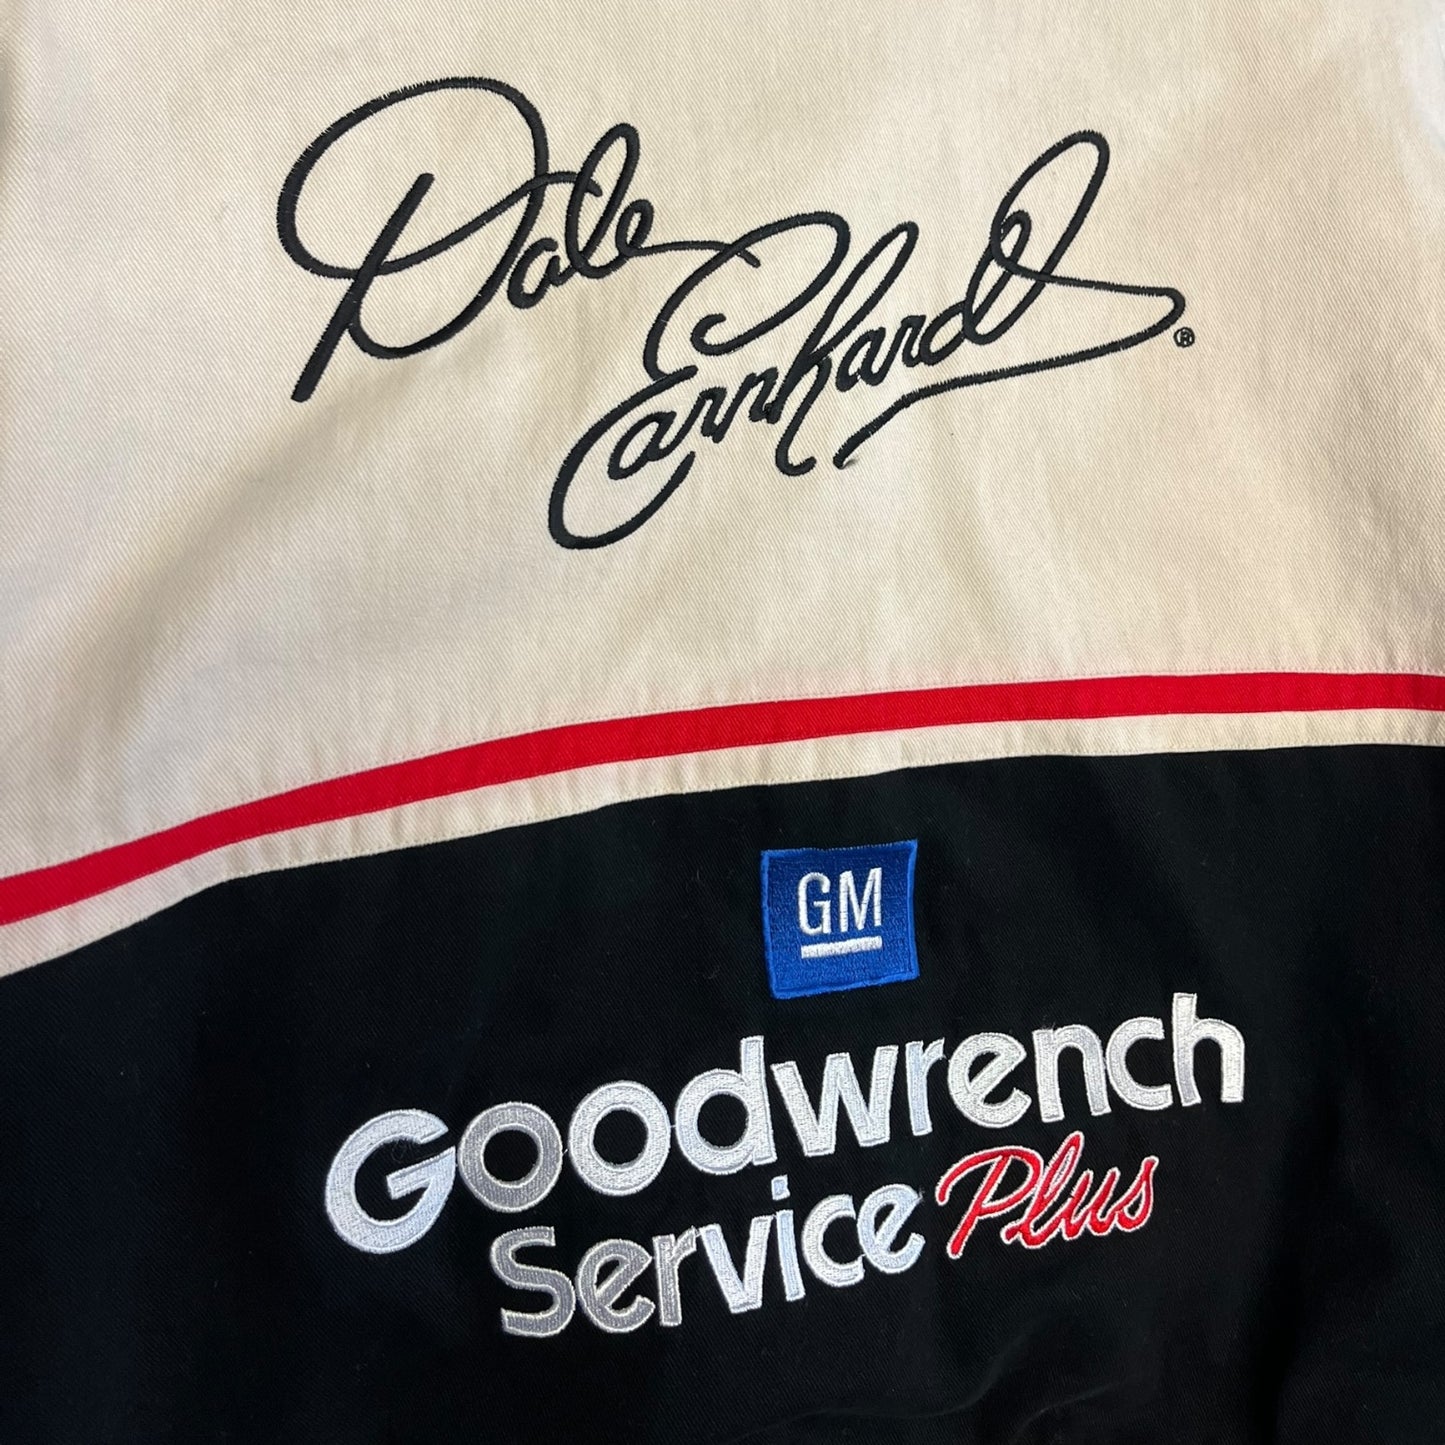 Dale
Earnhardt®
GM
Goodwrench
Service Plus